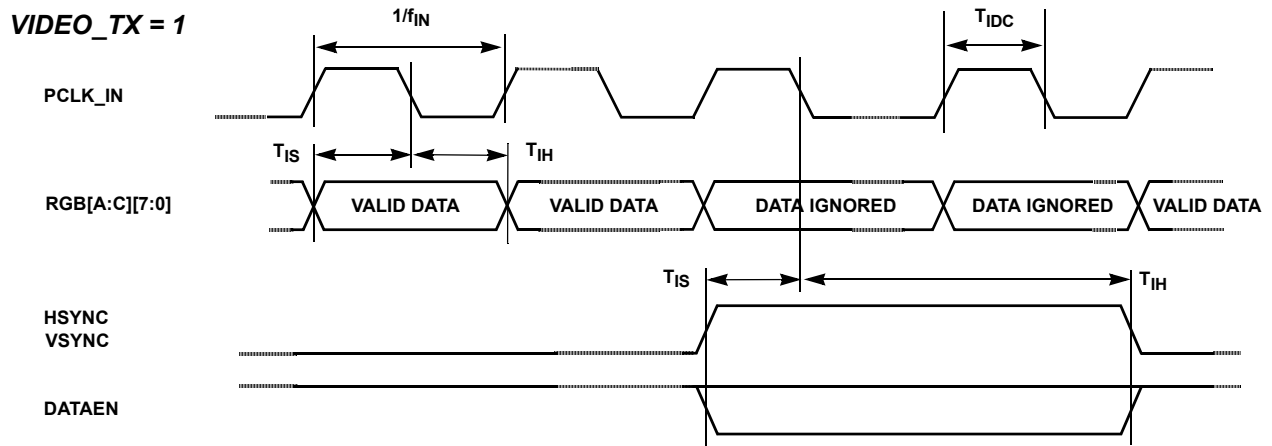 VIDEO_TX = 1
1/fIN
TIDC
PCLK_IN
TIS
TIH
RGB[A:C][7:0]
VALID DATA
VALID DATA
DATA IGNORED
DATA IGNORED
VALID DATA
TIS
TIH
HSYNC
VSYNC
DATAEN